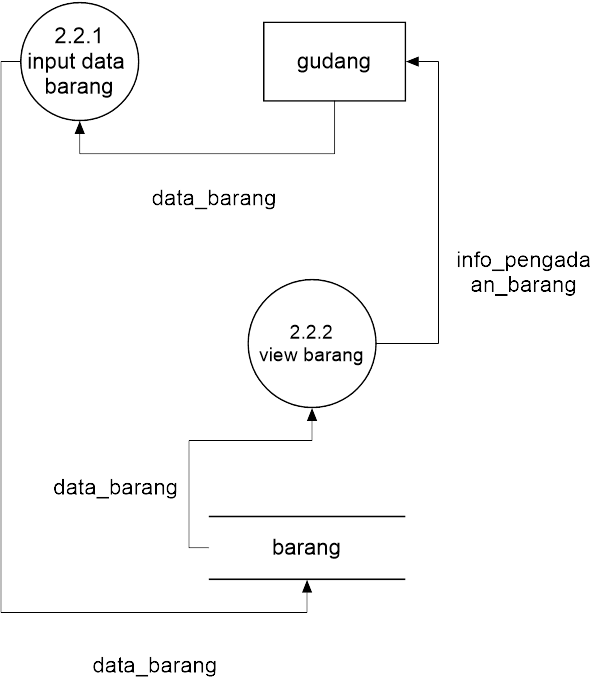 2.2.1
input data
barang
gudang
data_barang
info_pengada
an_barang
2.2.2
view barang
data_barang
barang
data_barang